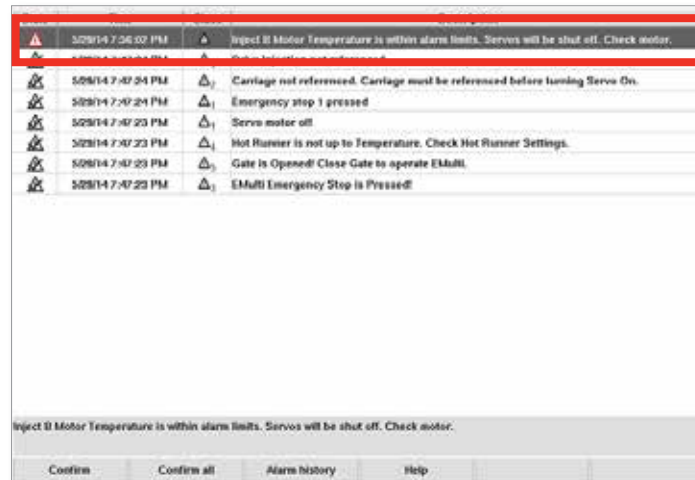 5/29/14 7:56:02 PM Inject B Motor Temperature is within alarm limits. Servos will be shut off. Check motor.
5/29/14 7:47:24 PM 2 Carriage not referenced. Carriage must be referenced before turning Servo On.
5/29/14 7:47:24 PM 1 Emergency stop 1 pressed
5/29/14 7:47:23 PM 1 Servo motor off
5/29/14 7:47:23 PM 4 Hot Runner is not up to Temperature. Check Hot Runner Settings.
5/29/14 7:47:23 PM Gate is Opened! Close Gate to operate EMulti.
5/29/14 7:47:23 PM EMulti Emergency Stop is Pressed!
Inject B Motor Temperature is within alarm limits. Servos will be shut off. Check motor.
Confirm Confirm all Alarm history Help